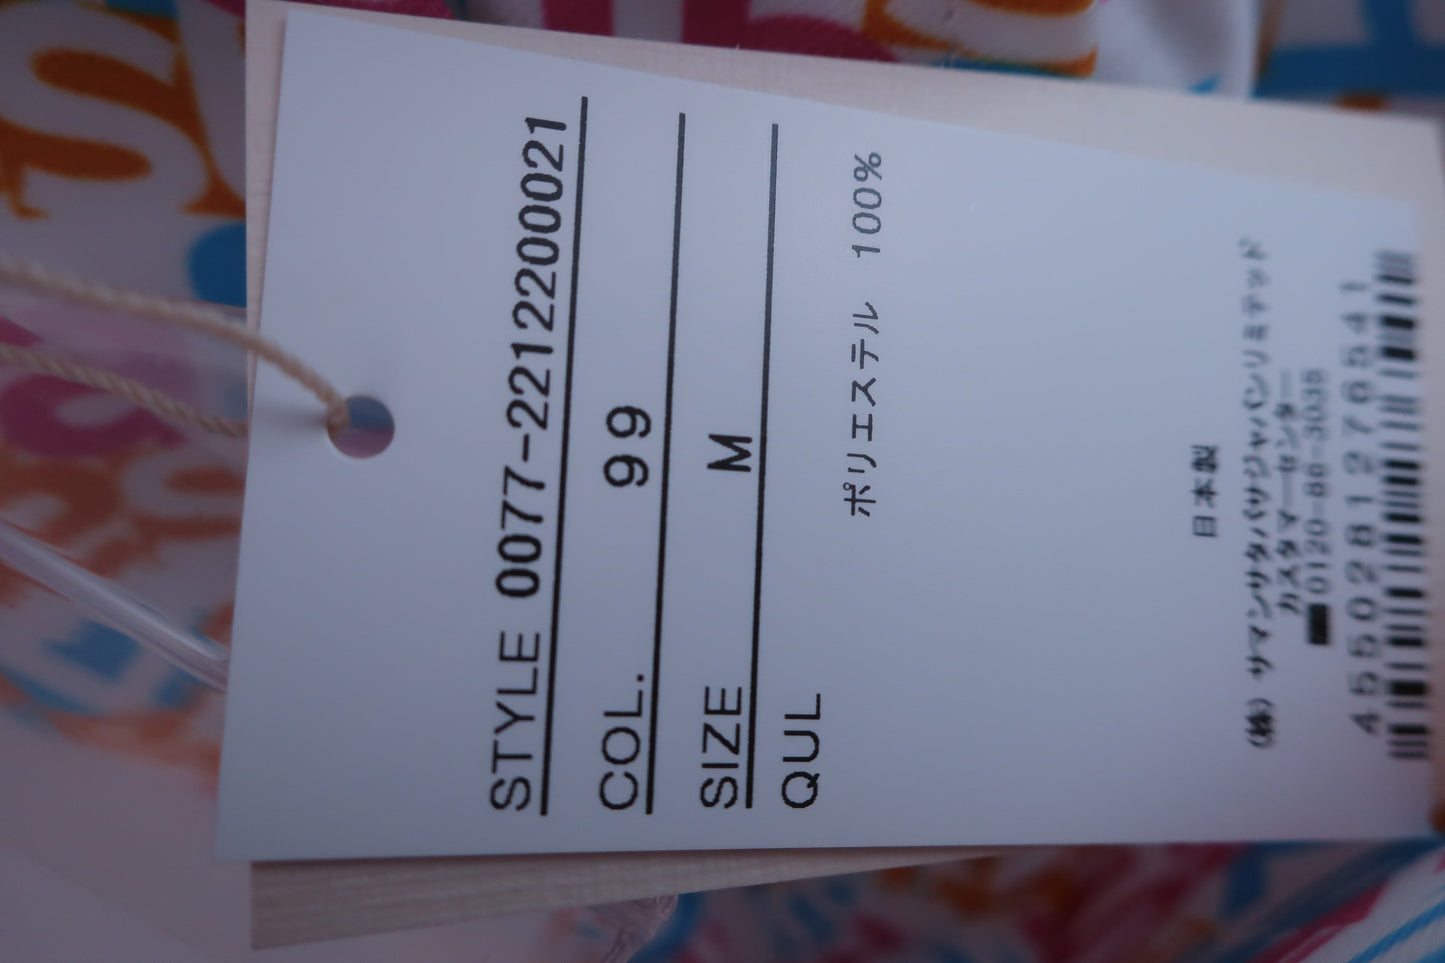 STYLE 0077-2212200021
COL. 99
SIZE M
QUL
ポリエステル 100%
日本製
(株) サマンサタバサジャパンリミテッド
カスタマーセンター
0120-88-3035
4550281276541